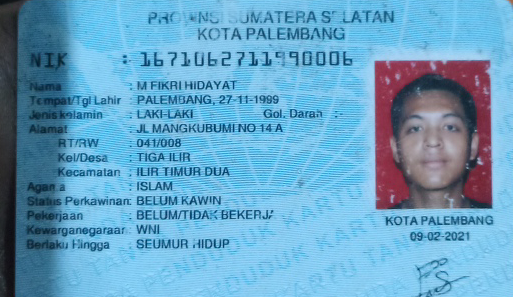 PROVINSI SUMATERA SELATAN
KOTA PALEMBANG
NIK : 1671062711990006
Nama : M FIKRI HIDAYAT
Tempat/Tgl Lahir : PALEMBANG, 27-11-1999
Jenis kelamin : LAKI-LAKI Gol. Darah :-
Alamat : JL MANGKUBUMI NO 14 A
RT/RW : 041/008
Kel/Desa : TIGA ILIR
Kecamatan : ILIR TIMUR DUA
Agama : ISLAM
Status Perkawinan: BELUM KAWIN
Pekerjaan : BELUM/TIDAK BEKERJA
Kewarganegaraan: WNI
Berlaku Hingga : SEUMUR HIDUP
KOTA PALEMBANG
09-02-2021